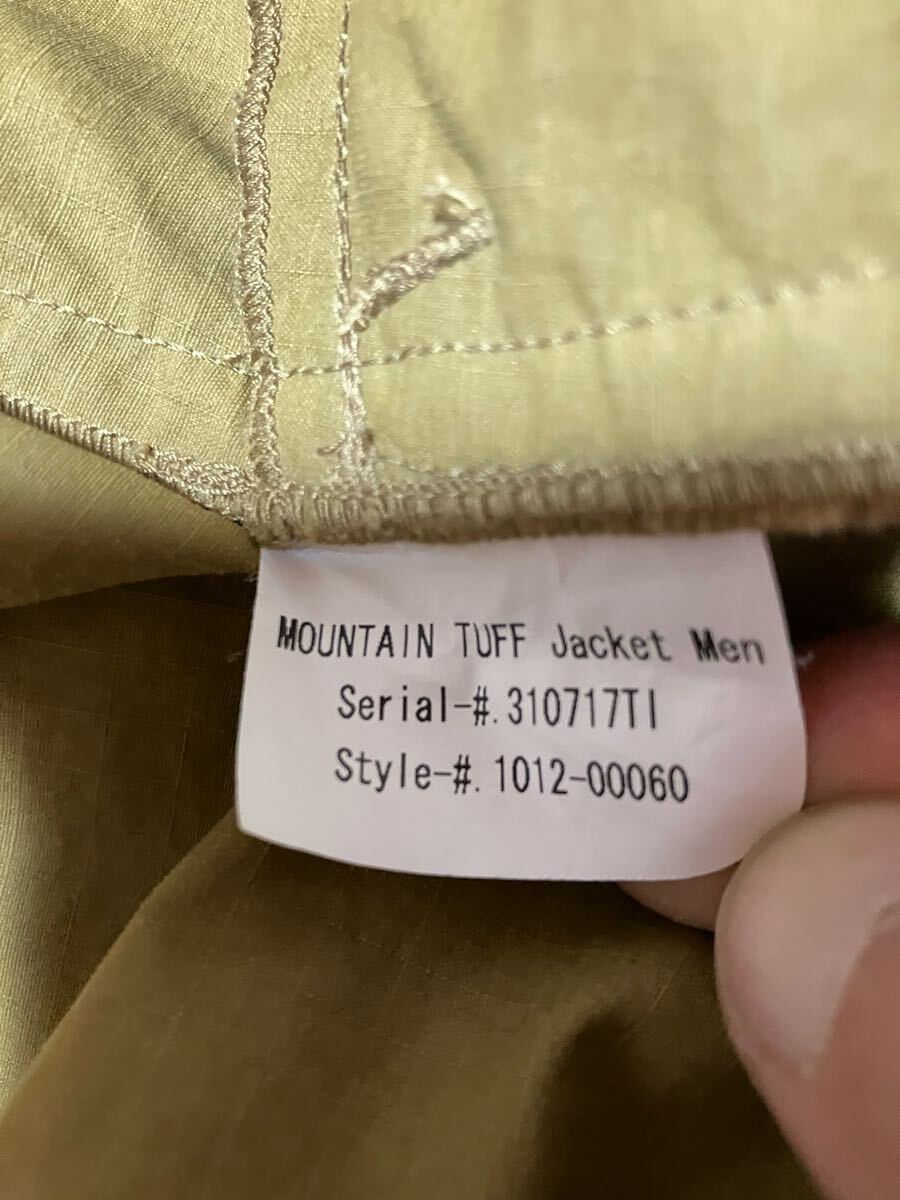 MOUNTAIN TUFF Jacket Men
Serial-#.310717TI
Style-#.1012-00060